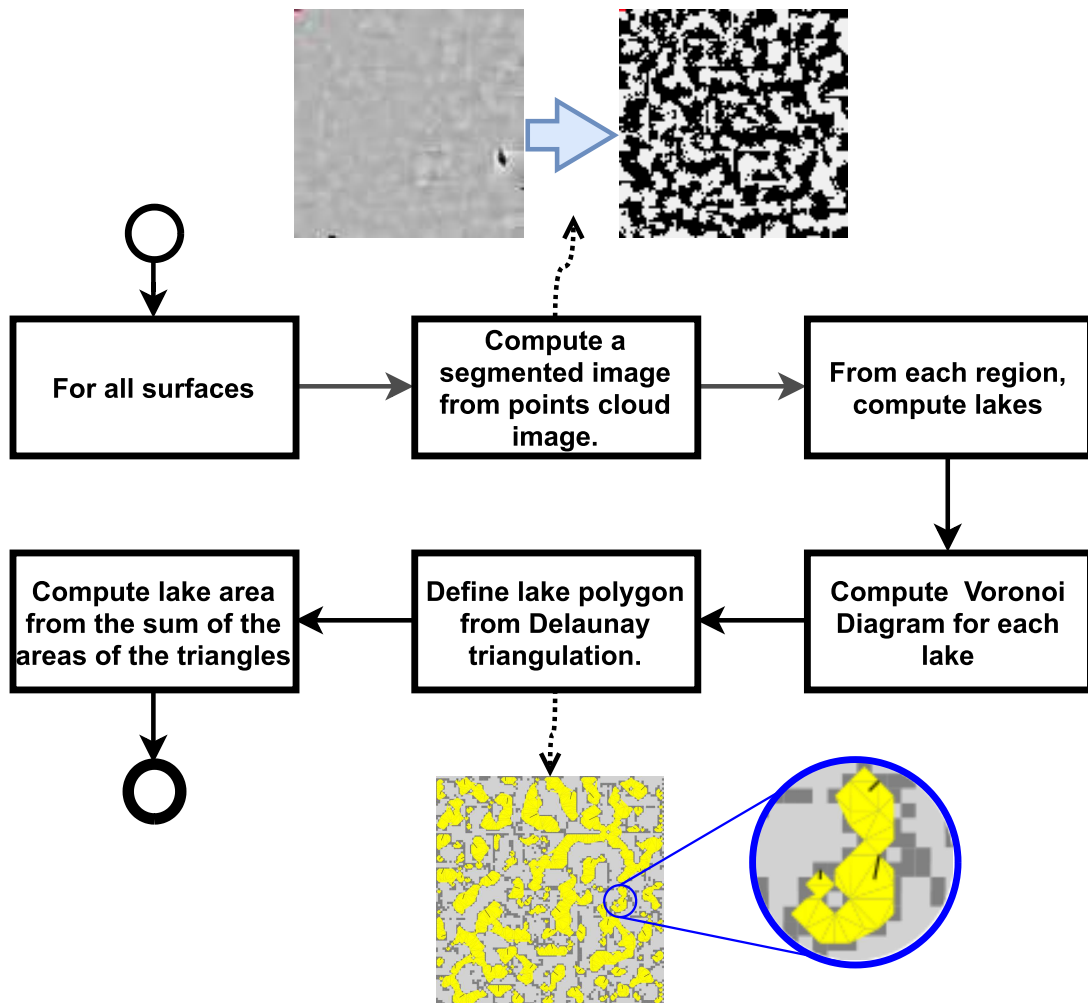 For all surfaces
Compute a
segmented image
from points cloud
image.
From each region,
compute lakes
Compute Voronoi
Diagram for each
lake
Define lake polygon
from Delaunay
triangulation.
Compute lake area
from the sum of the
areas of the triangles